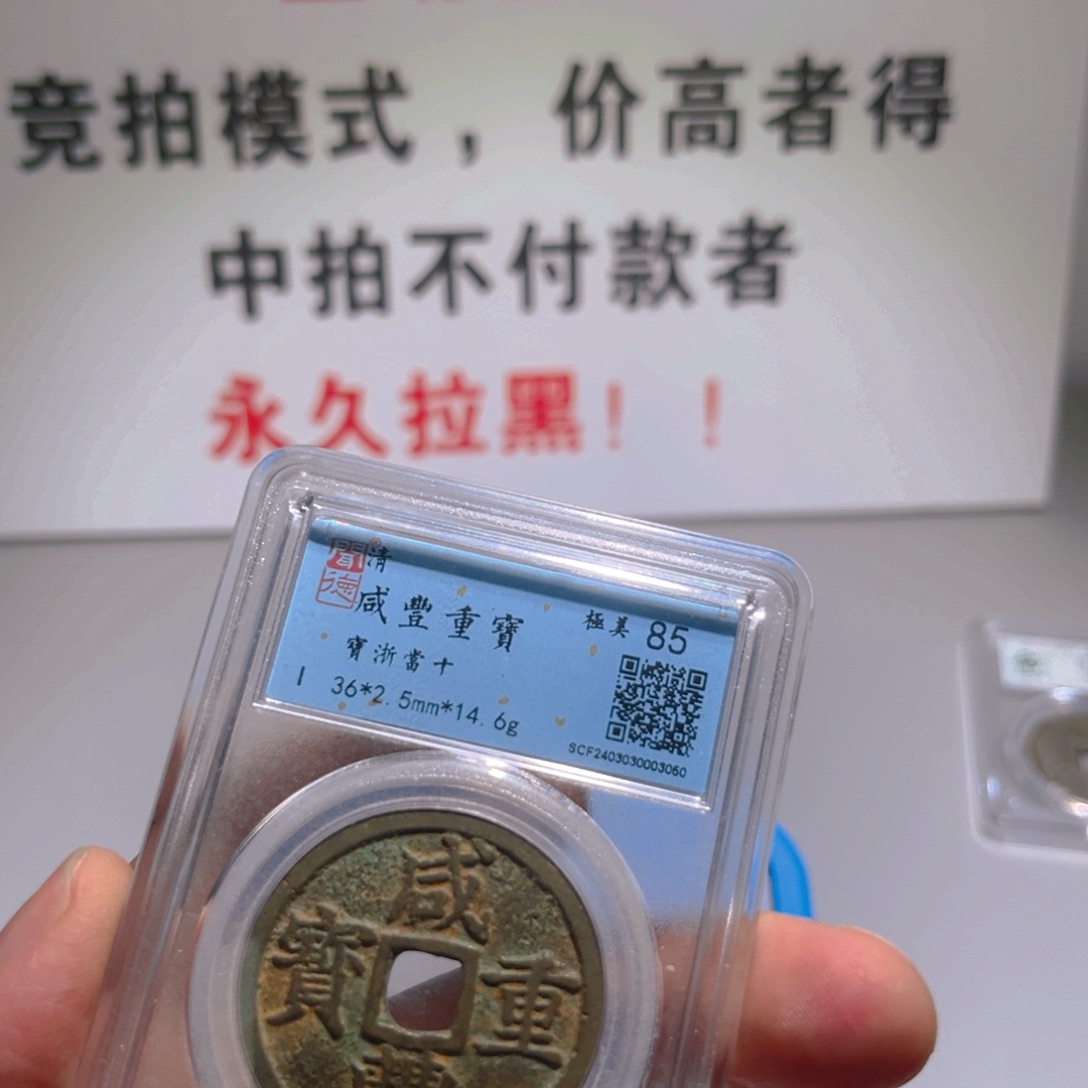 竞拍模式，价高者得
中拍不付款者
永久拉黑！！
聞德
清
咸豐重寶
極美 85
寶浙當十
36*2.5mm*14.6g
SCF2403030003060
咸
寶 重